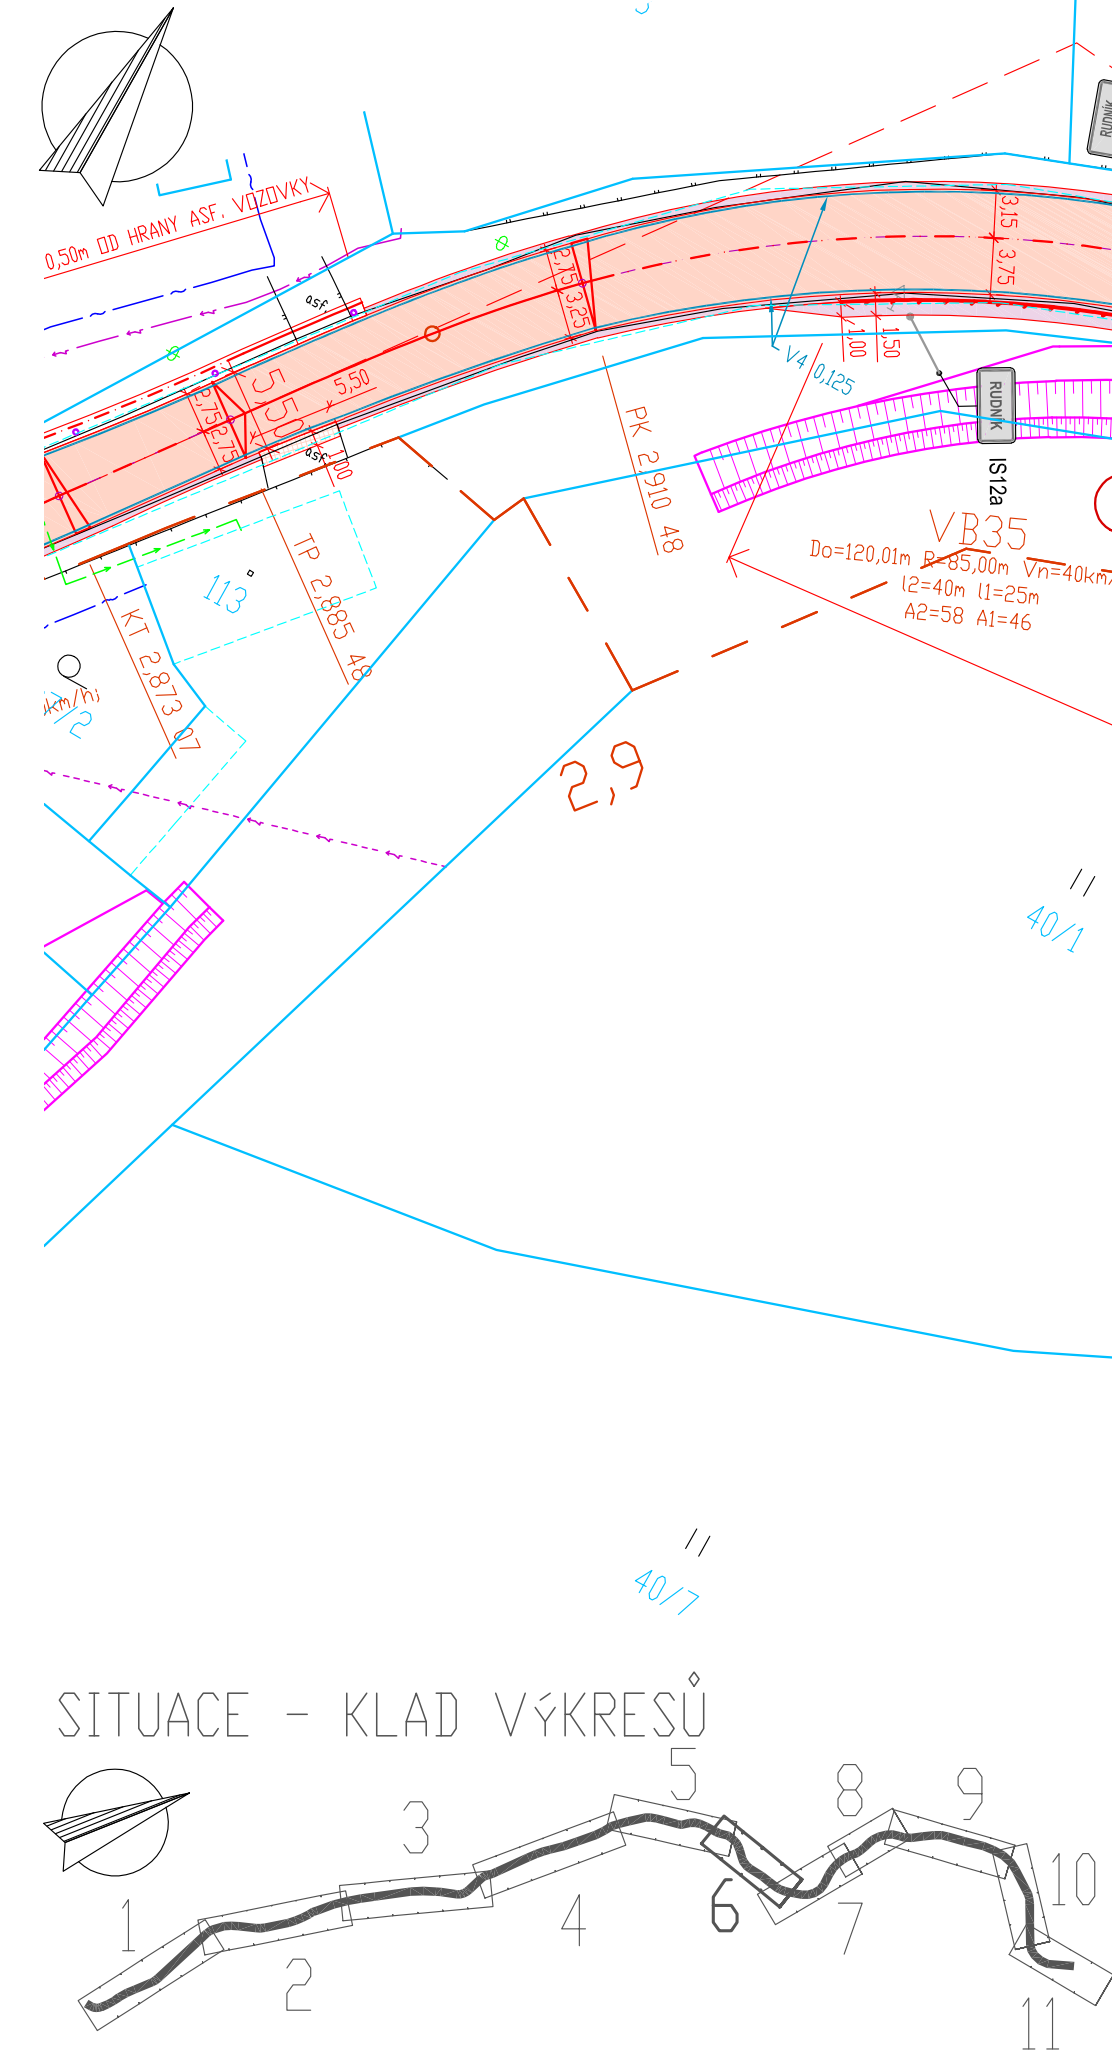 RUDNÍK
0,50m OD HRANY ASF. VOZOVKY
3,15
3,75
asf.
2,75
3,25
1,00
1,50
V4 0,125
5,50
5,50
2,75
2,75
asf.
1,00
RUDNÍK
IS12a
PK 2,910 48
VB35
Do=120,01m R=85,00m Vn=40km/
l2=40m l1=25m
A2=58 A1=46
TP 2,885 48
113
KT 2,873 07
km/h;
/2
2,9
40/1
40/7
SITUACE - KLAD VýKRESŮ
5
8
9
3
10
1
6
4
7
2
11